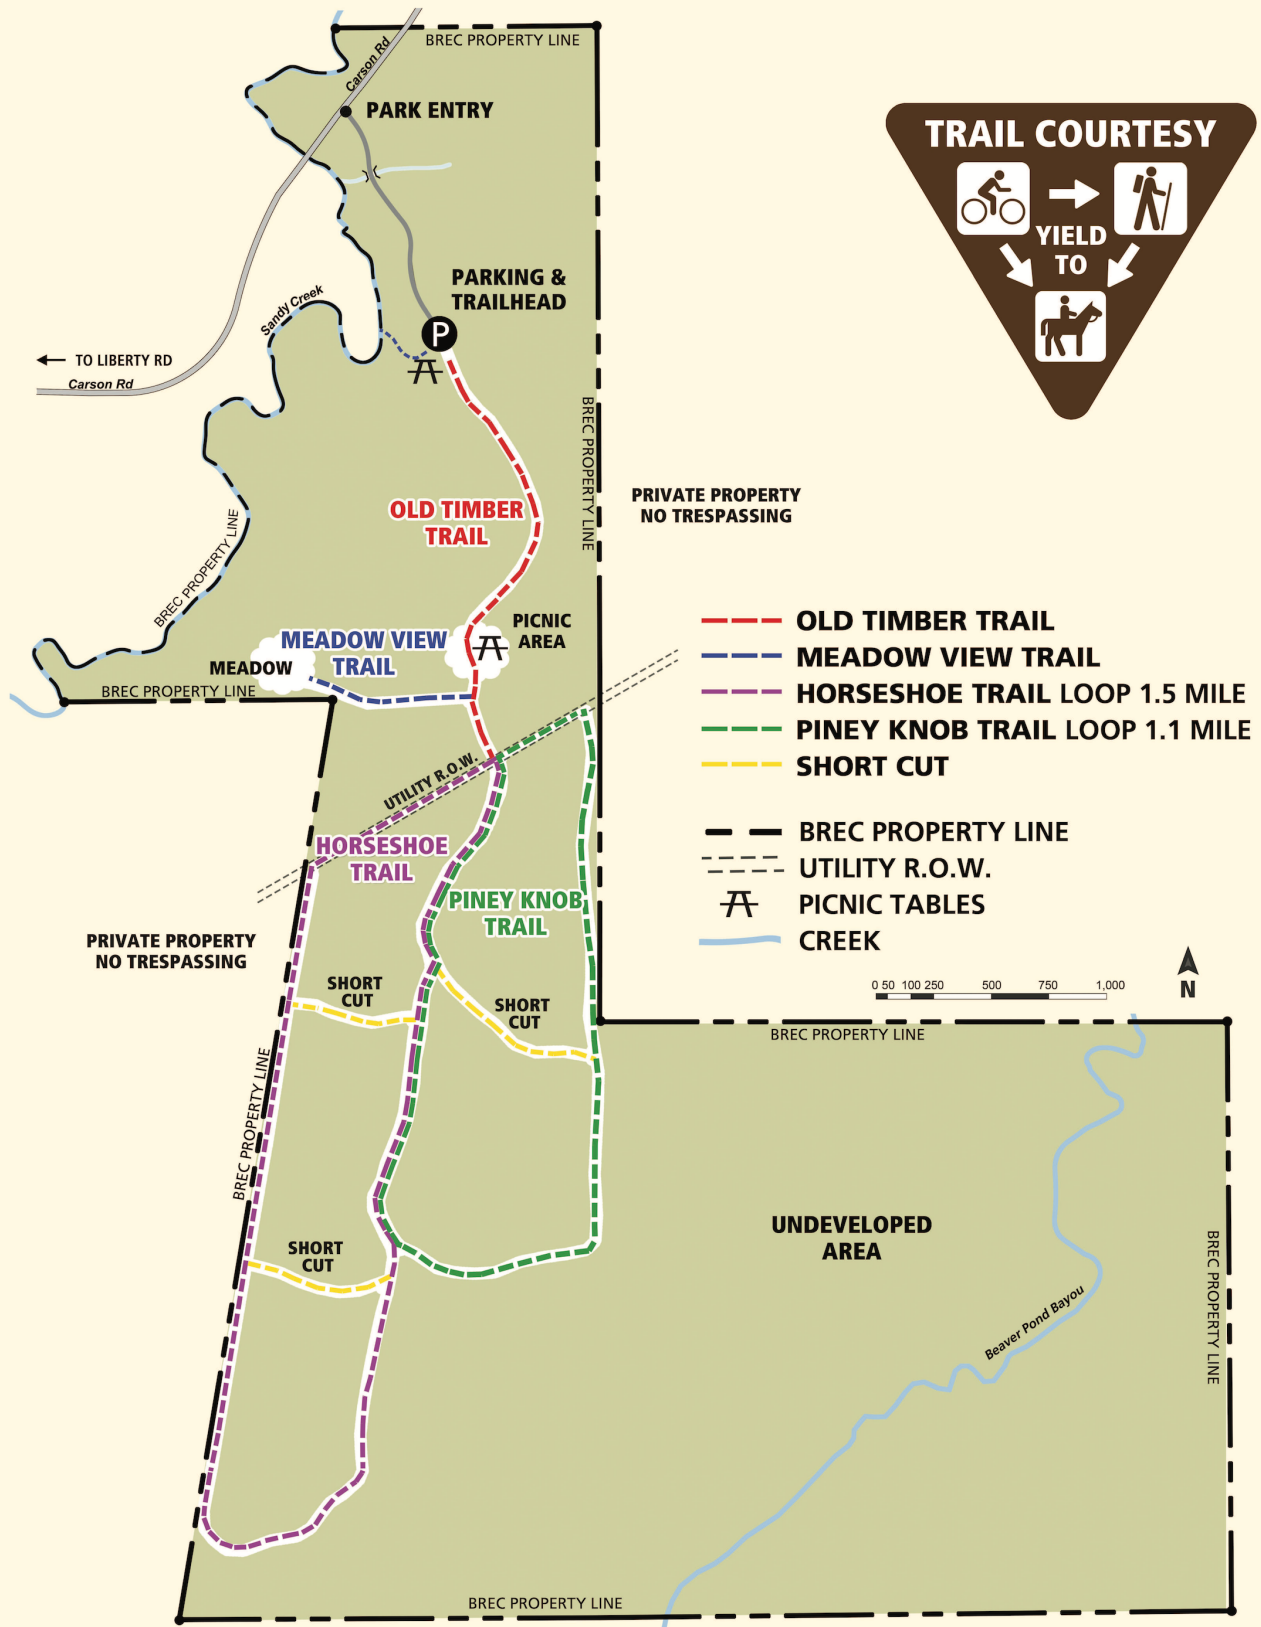 BREC PROPERTY LINE
Carson Rd
PARK ENTRY
TRAIL COURTESY
YIELD
TO
PARKING &
TRAILHEAD
P
Sandy Creek
TO LIBERTY RD
Carson Rd
BREC PROPERTY LINE
PRIVATE PROPERTY
NO TRESPASSING
OLD TIMBER
TRAIL
BREC PROPERTY LINE
PICNIC
AREA
MEADOW VIEW
TRAIL
MEADOW
BREC PROPERTY LINE
OLD TIMBER TRAIL
MEADOW VIEW TRAIL
HORSESHOE TRAIL LOOP 1.5 MILE
PINEY KNOB TRAIL LOOP 1.1 MILE
SHORT CUT
BREC PROPERTY LINE
UTILITY R.O.W.
PICNIC TABLES
CREEK
UTILITY R.O.W.
HORSESHOE
TRAIL
PINEY KNOB
TRAIL
PRIVATE PROPERTY
NO TRESPASSING
SHORT
CUT
SHORT
CUT
0 50 100 250 500 750 1,000
N
BREC PROPERTY LINE
BREC PROPERTY LINE
SHORT
CUT
UNDEVELOPED
AREA
BREC PROPERTY LINE
Beaver Pond Bayou
BREC PROPERTY LINE